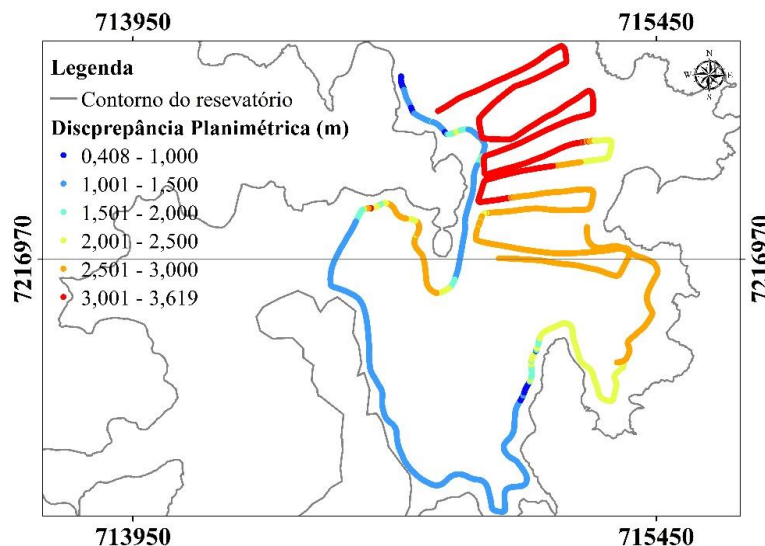 713950 715450
Legenda
Contorno do resevatório
Discprepância Planimétrica (m)
0,408 - 1,000
1,001 - 1,500
1,501 - 2,000
2,001 - 2,500
2,501 - 3,000
3,001 - 3,619
N
W E
S
7216970 7216970
713950 715450